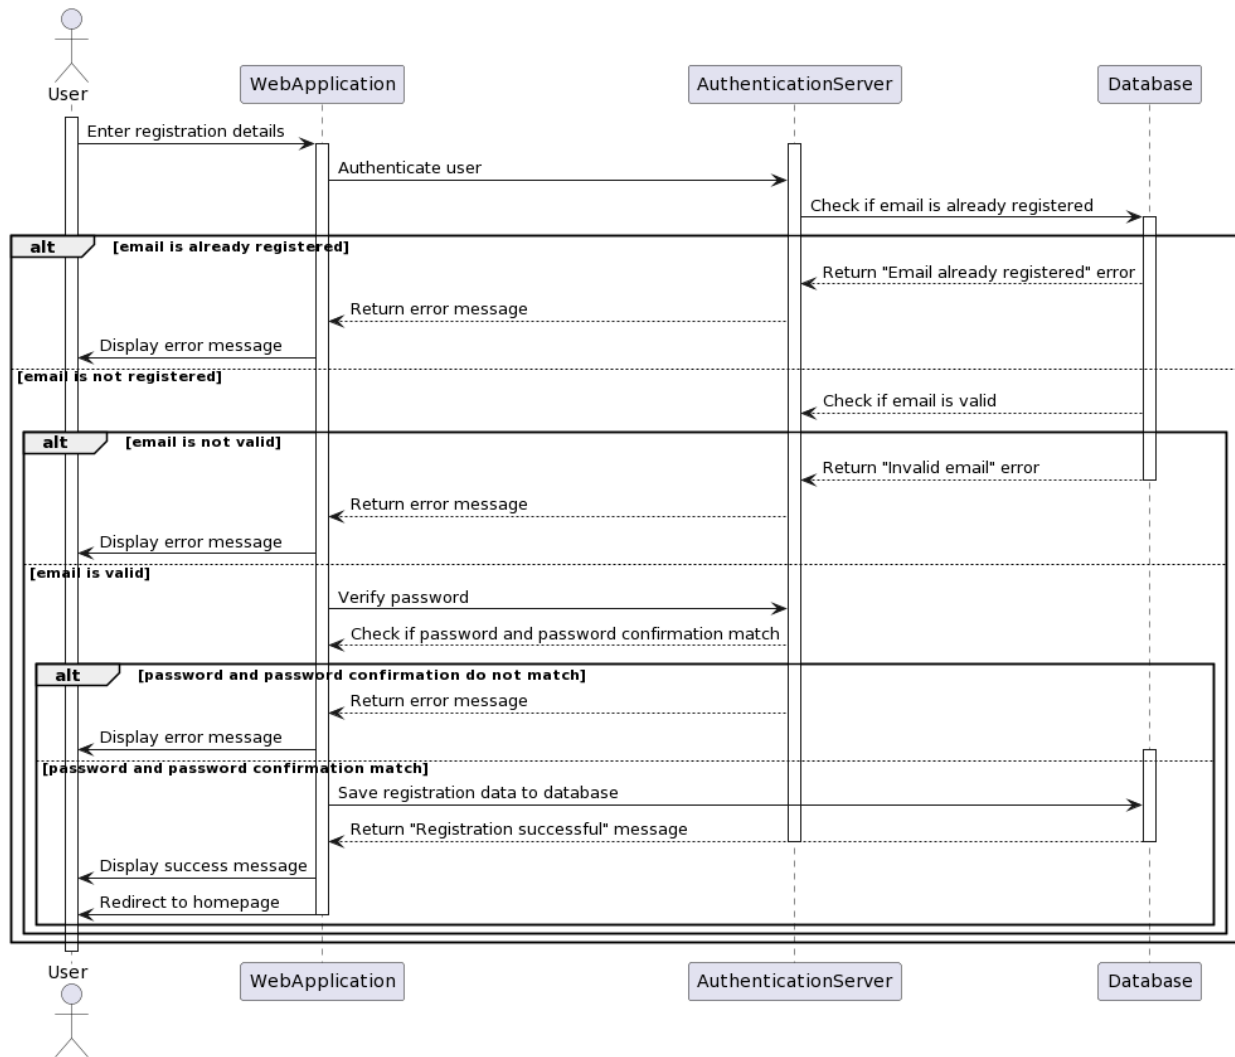 User
WebApplication
AuthenticationServer
Database
Enter registration details
Authenticate user
Check if email is already registered
alt [email is already registered]
Return "Email already registered" error
Return error message
Display error message
[email is not registered]
Check if email is valid
alt [email is not valid]
Return "Invalid email" error
Return error message
Display error message
[email is valid]
Verify password
Check if password and password confirmation match
alt [password and password confirmation do not match]
Return error message
Display error message
[password and password confirmation match]
Save registration data to database
Return "Registration successful" message
Display success message
Redirect to homepage
User
WebApplication
AuthenticationServer
Database